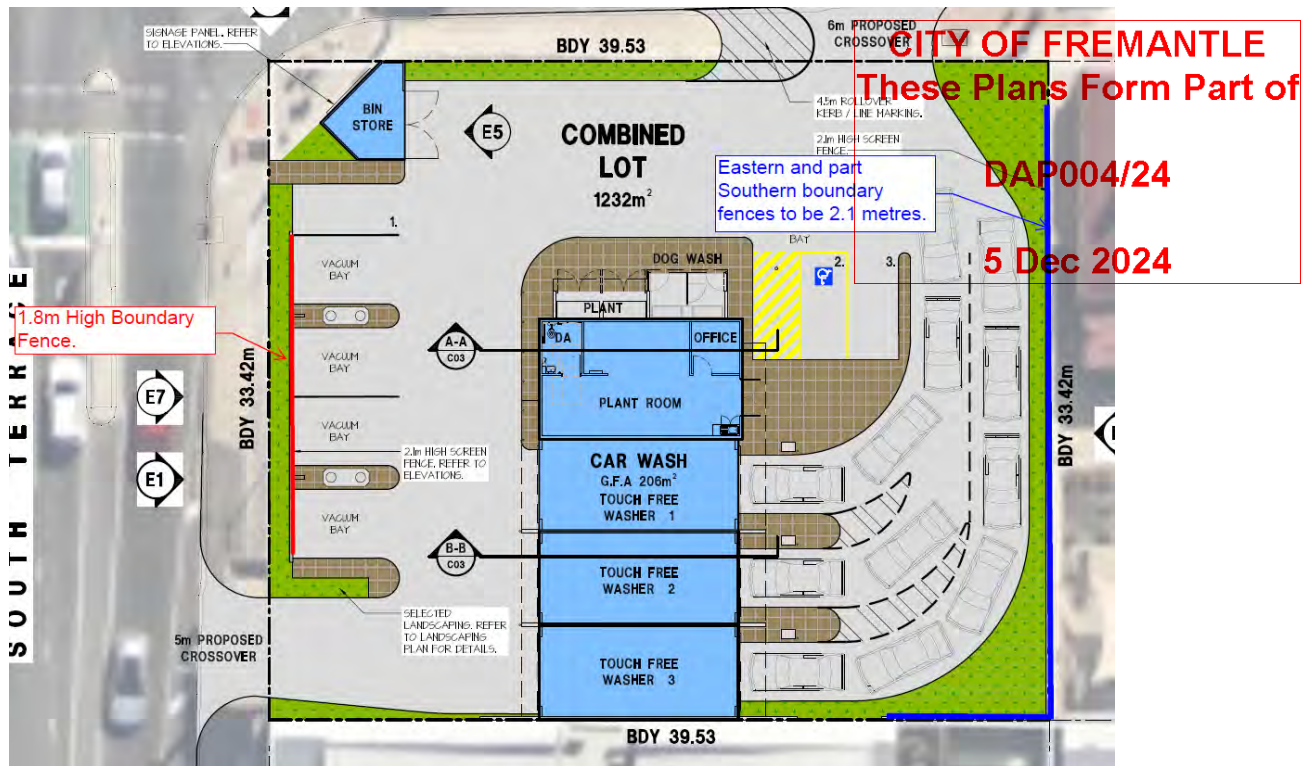 SIGNAGE PANEL. REFER
TO ELEVATIONS.
BDY 39.53
6m PROPOSED
CROSSOVER
CITY OF FREMANTLE
These Plans Form Part of
DAP004/24
5 Dec 2024
BIN
STORE
E5
COMBINED
LOT
1232m²
4.5m ROLLOVER
KERB / LINE MARKING.
2.1m HIGH SCREEN
FENCE.
Eastern and part
Southern boundary
fences to be 2.1 metres.
BAY
1.
2.
3.
VACUUM
BAY
DOG WASH
PLANT
1.8m High Boundary
Fence.
SOUTH TERRACE
A-A
C03
DA
OFFICE
VACUUM
BAY
E7
BDY 33.42m
PLANT ROOM
BDY 33.42m
VACUUM
BAY
2.1m HIGH SCREEN
FENCE. REFER TO
ELEVATIONS.
E1
CAR WASH
G.F.A 206m²
TOUCH FREE
WASHER 1
VACUUM
BAY
B-B
C03
TOUCH FREE
WASHER 2
SELECTED
LANDSCAPING. REFER
TO LANDSCAPING
PLAN FOR DETAILS.
5m PROPOSED
CROSSOVER
TOUCH FREE
WASHER 3
BDY 39.53